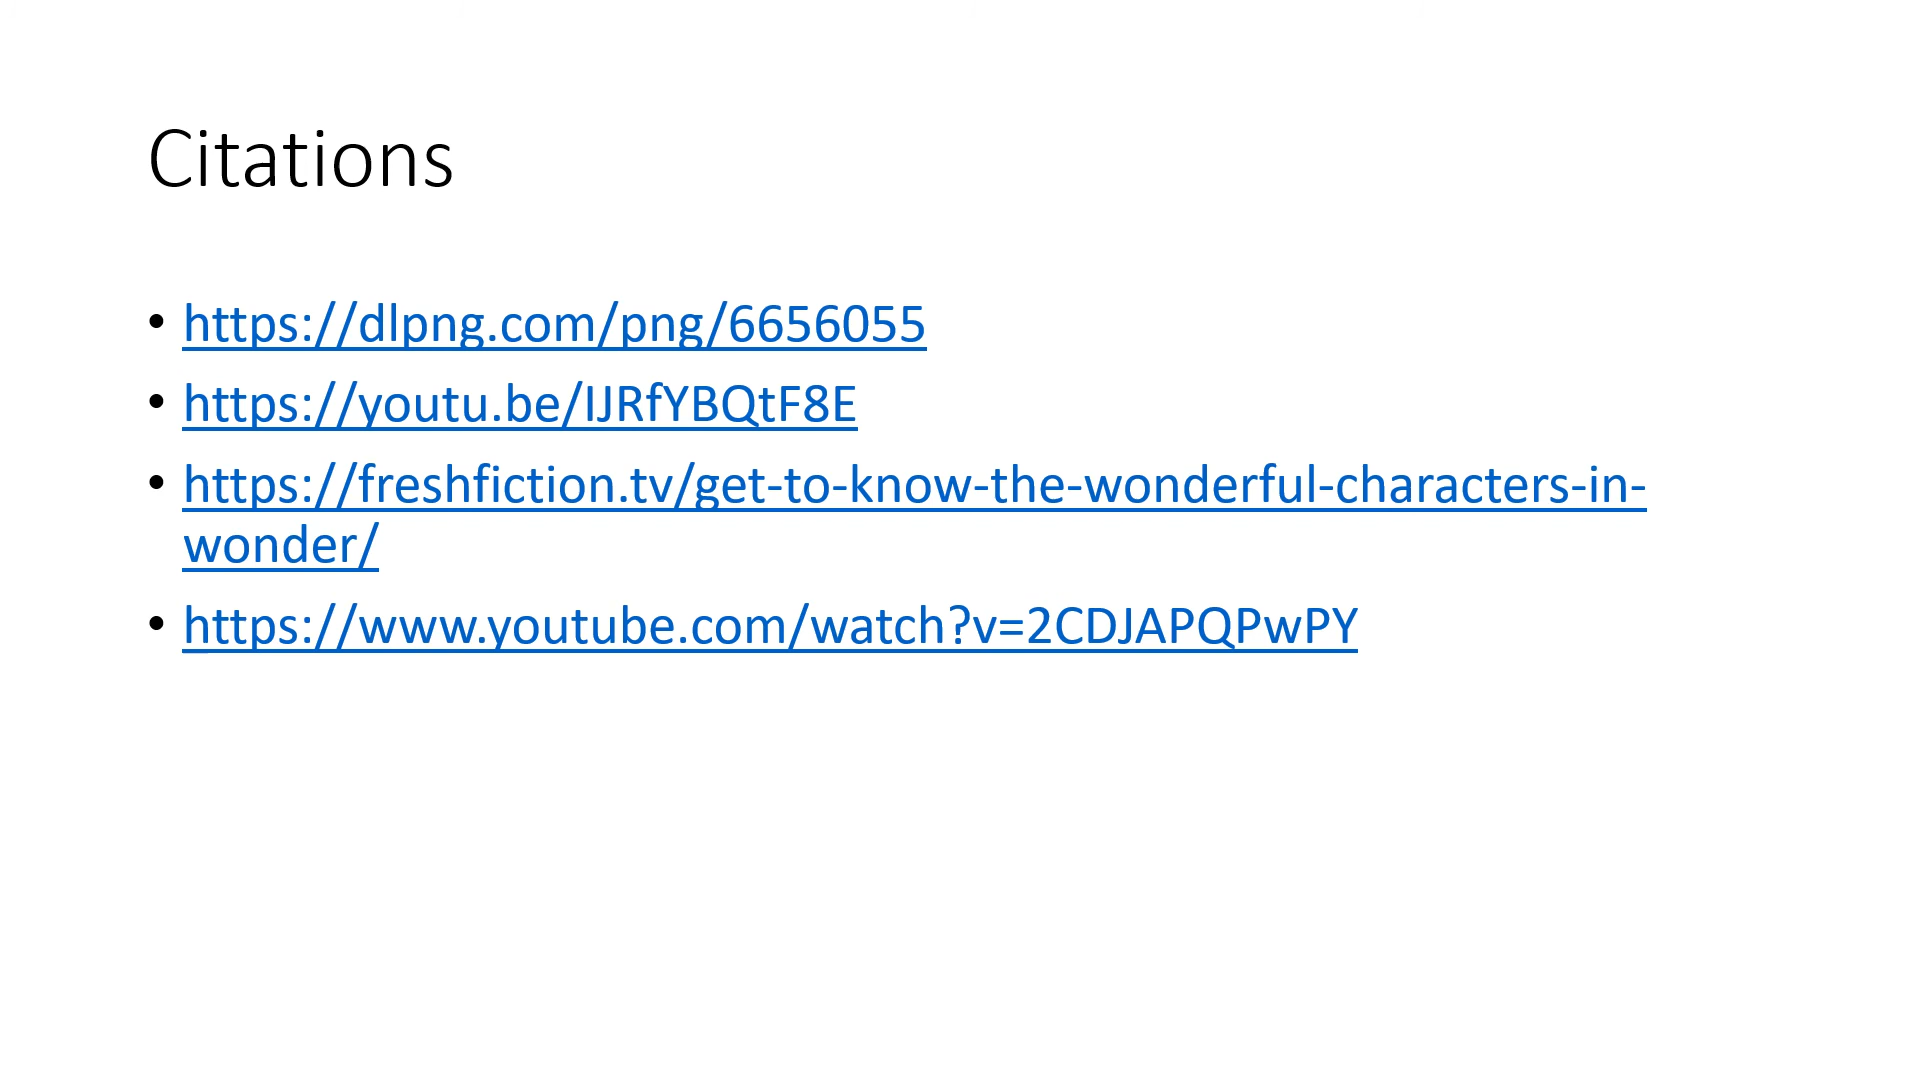 Citations
• https://dlpng.com/png/6656055
• https://youtu.be/IJRfYBQtF8E
• https://freshfiction.tv/get-to-know-the-wonderful-characters-in-
wonder/
• https://www.youtube.com/watch?v=2CDJAPQPwPY